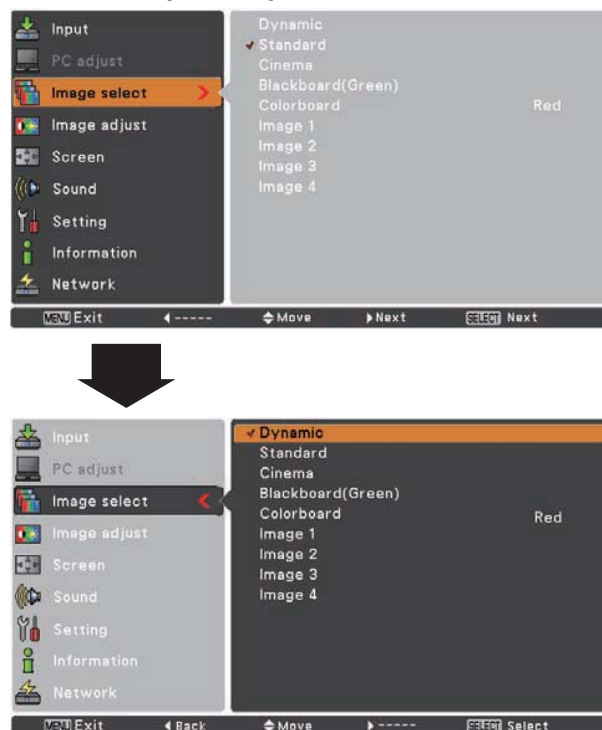 Input
PC adjust
Image select
Image adjust
Screen
Sound
Setting
Information
Network
Dynamic
Standard
Cinema
Blackboard(Green)
Colorboard Red
Image 1
Image 2
Image 3
Image 4
MENU Exit ----- Move Next SELECT Next
Input
PC adjust
Image select
Image adjust
Screen
Sound
Setting
Information
Network
Dynamic
Standard
Cinema
Blackboard(Green)
Colorboard Red
Image 1
Image 2
Image 3
Image 4
MENU Exit Back Move ----- SELECT Select